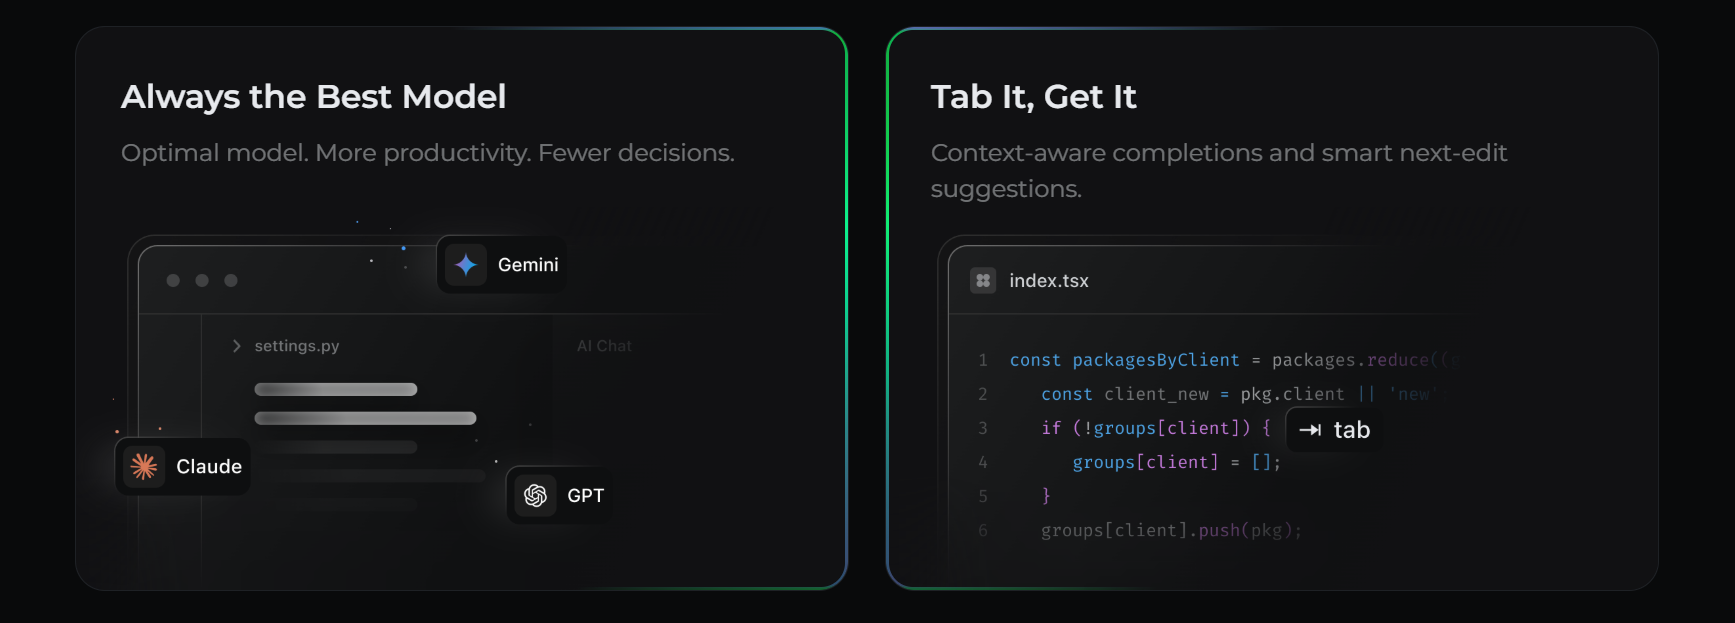 Always the Best Model
Optimal model. More productivity. Fewer decisions.
Gemini
settings.py
AI Chat
Claude
GPT
Tab It, Get It
Context-aware completions and smart next-edit
suggestions.
index.tsx
1 const packagesByClient = packages.reduce((
2 const client_new = pkg.client || 'new'
3 if (!groups[client]) {
tab
4 groups[client] = [];
5 }
6 groups[client].push(pkg);